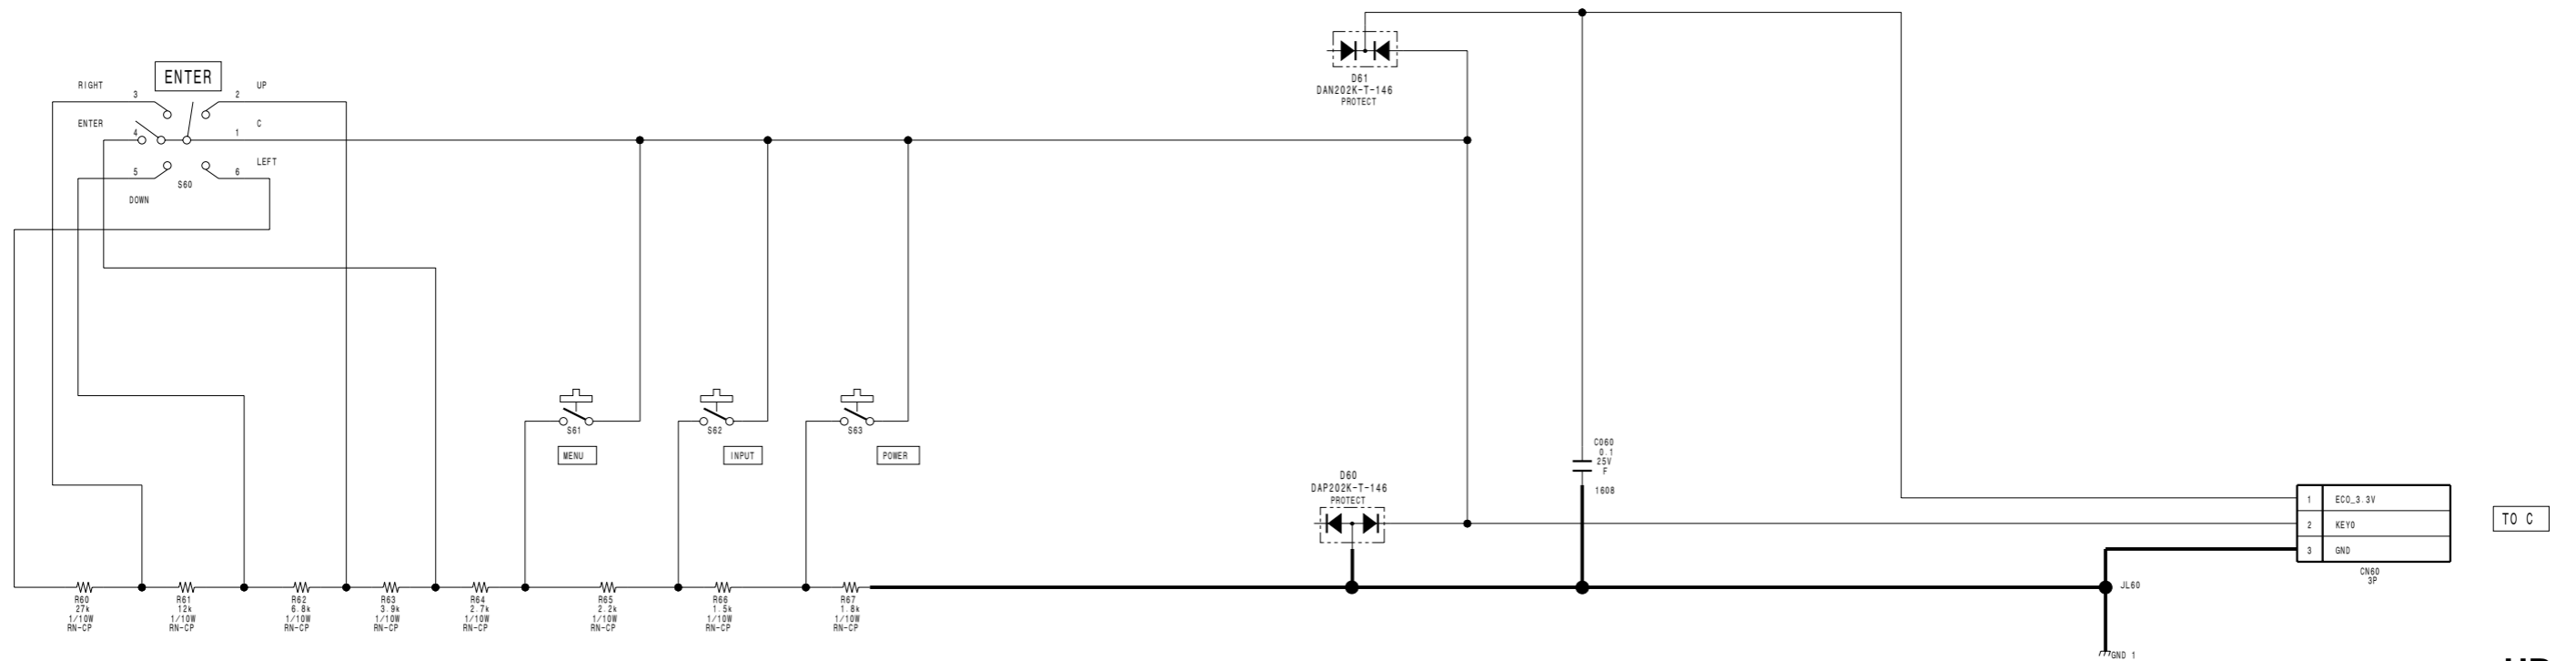 ENTER
RIGHT
3
2
UP
ENTER
4
1
C
5
6
LEFT
S60
DOWN
D61
DAN202K-T-146
PROTECT
S61
MENU
S62
INPUT
S63
POWER
D60
DAP202K-T-146
PROTECT
C060
0.1
25V
F
1608
1 ECO_3.3V
2 KEY0
3 GND
CN60
3P
TO C
JL60
GND 1
R60
27k
1/10W
RN-CP
R61
12k
1/10W
RN-CP
R62
6.8k
1/10W
RN-CP
R63
3.9k
1/10W
RN-CP
R64
2.7k
1/10W
RN-CP
R65
2.2k
1/10W
RN-CP
R66
1.5k
1/10W
RN-CP
R67
1.8k
1/10W
RN-CP